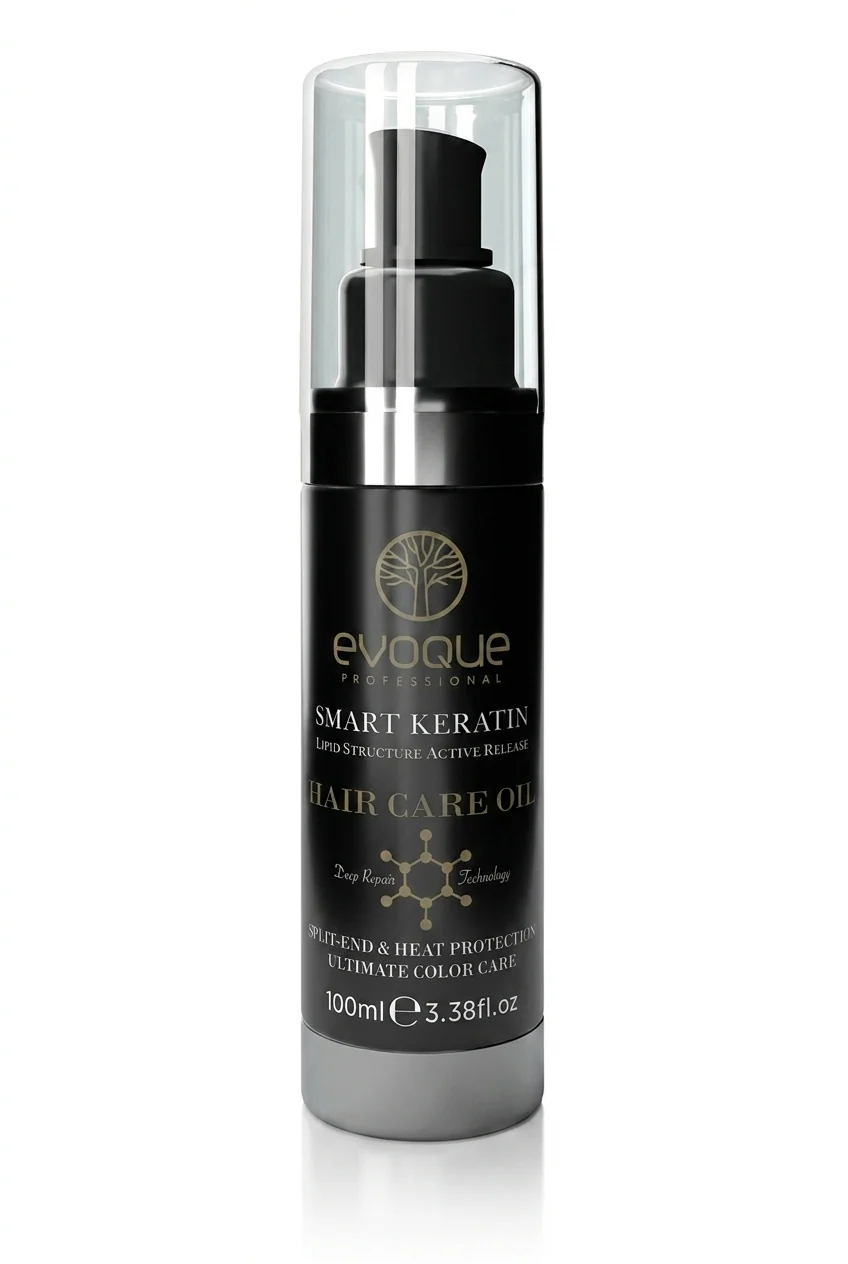 evoque
PROFESSIONAL
SMART KERATIN
LIPID STRUCTURE ACTIVE RELEASE
HAIR CARE OIL
Deep Repair Technology
SPLIT-END & HEAT PROTECTION
ULTIMATE COLOR CARE
100ml e 3.38fl.oz